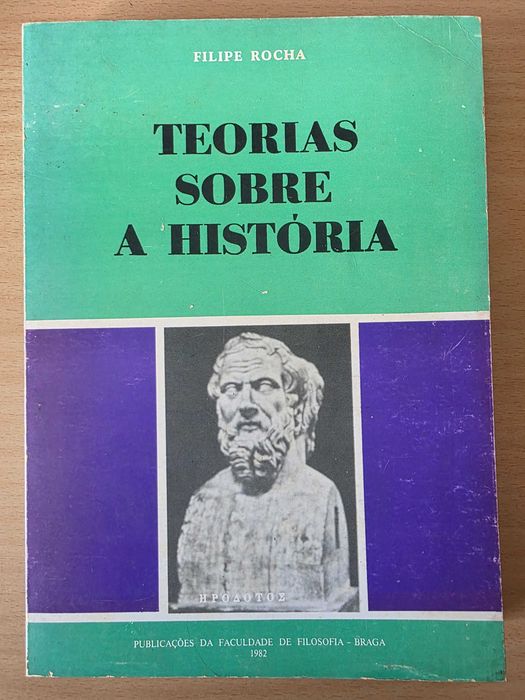 FILIPE ROCHA
TEORIAS
SOBRE
A HISTÓRIA
ΗΡΟΔΟΤΟΣ
PUBLICAÇÕES DA FACULDADE DE FILOSOFIA - BRAGA
1982